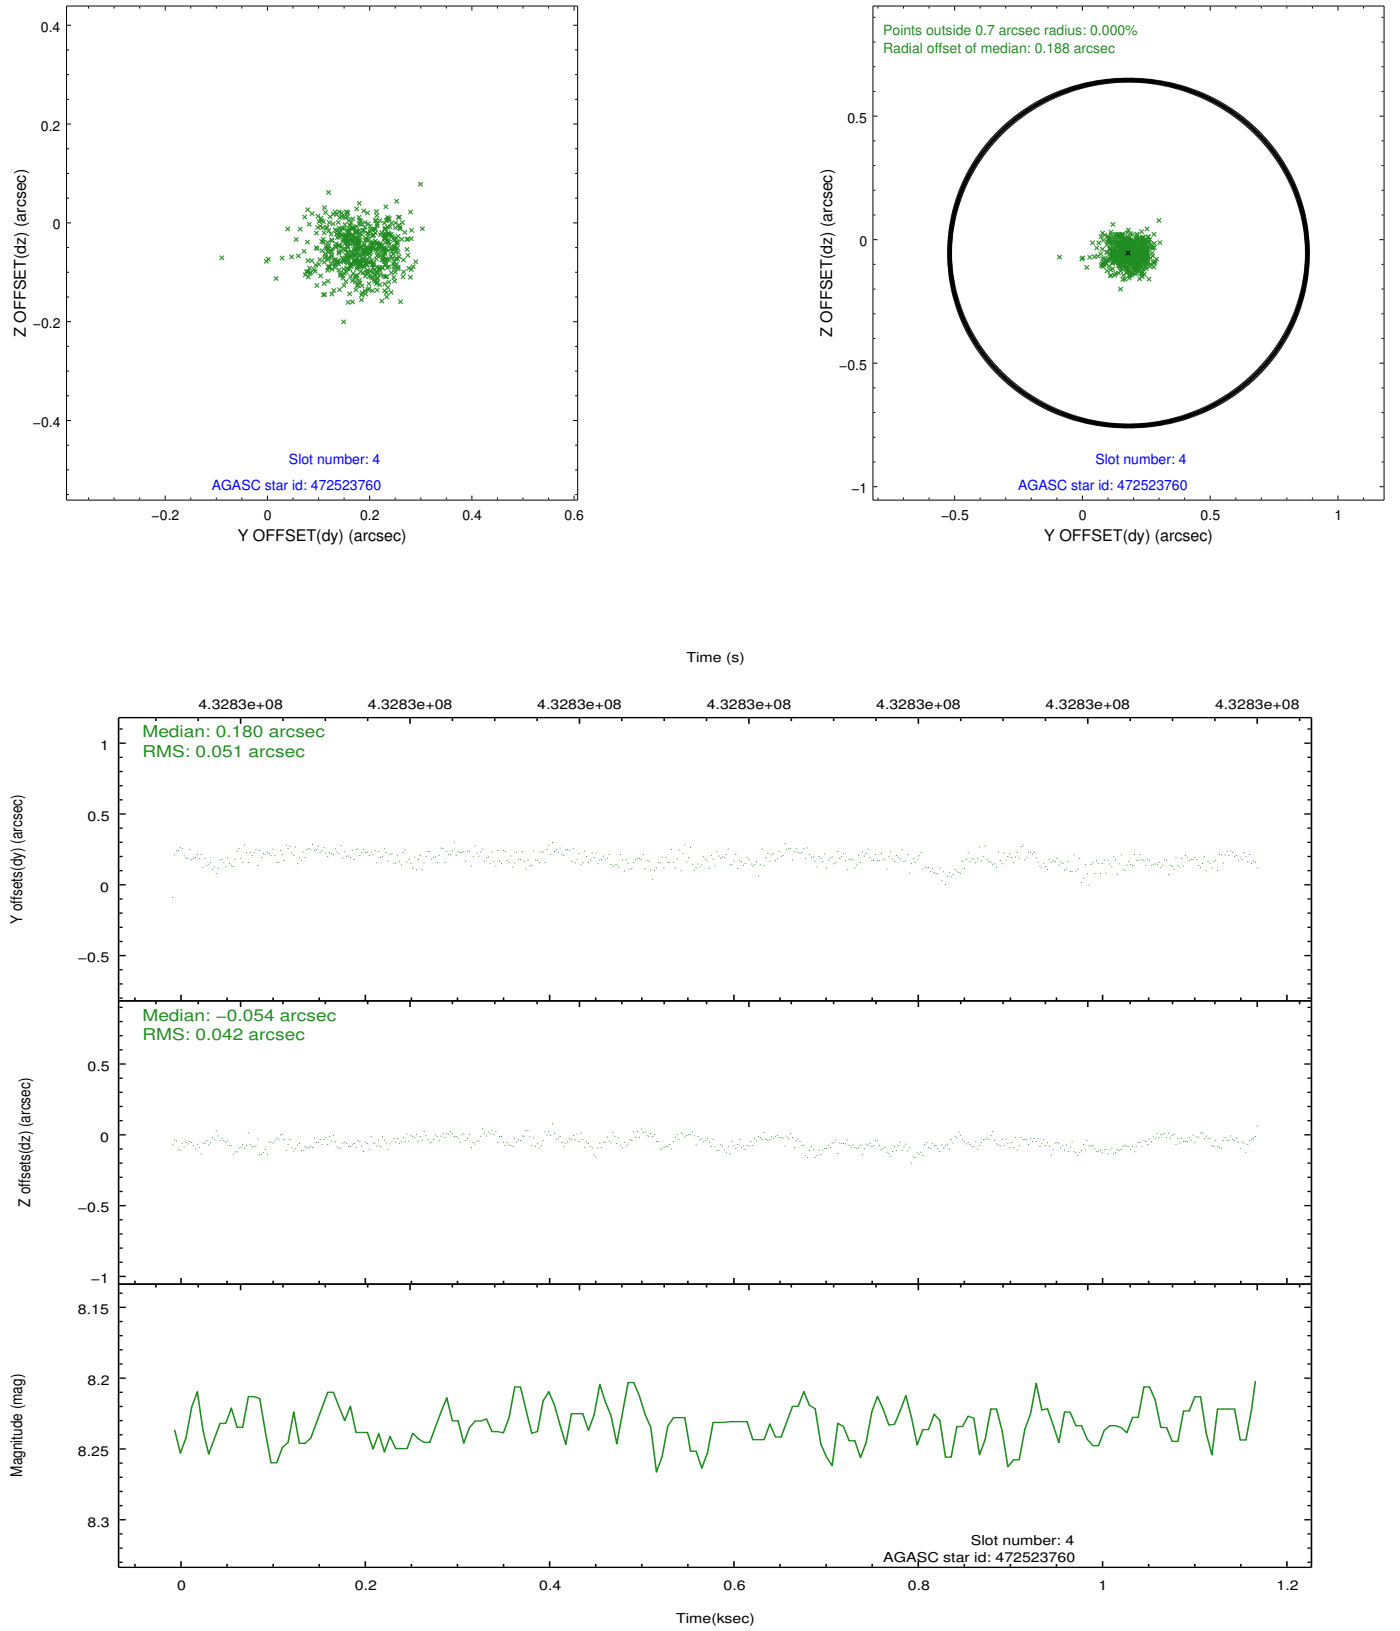 0.4
0.2
0
−0.2
−0.4
Z OFFSET(dz) (arcsec)
Slot number: 4
AGASC star id: 472523760
−0.2 0 0.2 0.4 0.6
Y OFFSET(dy) (arcsec)
Points outside 0.7 arcsec radius: 0.000%
Radial offset of median: 0.188 arcsec
0.5
0
−0.5
−1
Z OFFSET(dz) (arcsec)
Slot number: 4
AGASC star id: 472523760
−0.5 0 0.5 1
Y OFFSET(dy) (arcsec)
Time (s)
4.3283e+08 4.3283e+08 4.3283e+08 4.3283e+08 4.3283e+08 4.3283e+08 4.3283e+08
Median: 0.180 arcsec
RMS: 0.051 arcsec
1
0.5
0
−0.5
Y offsets(dy) (arcsec)
Median: −0.054 arcsec
RMS: 0.042 arcsec
0.5
0
−0.5
−1
Z offsets(dz) (arcsec)
8.15
8.2
8.25
8.3
Magnitude (mag)
Slot number: 4
AGASC star id: 472523760
0 0.2 0.4 0.6 0.8 1 1.2
Time(ksec)